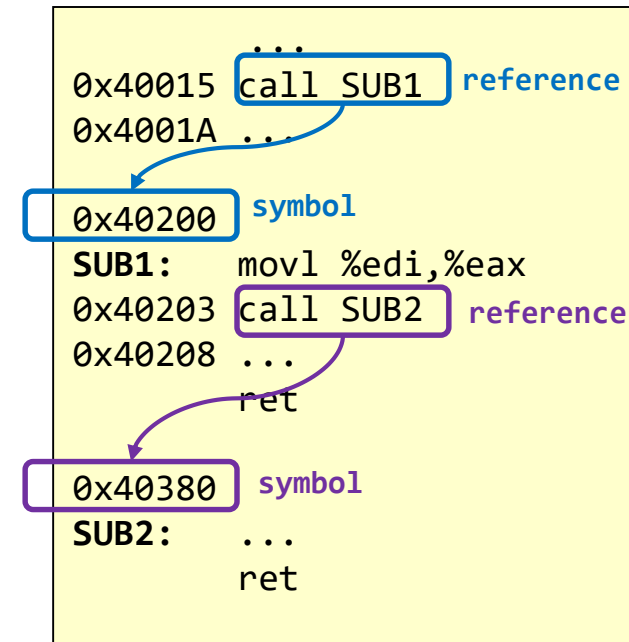 ...
0x40015 call SUB1 reference
0x4001A ...
0x40200 symbol
SUB1: movl %edi,%eax
0x40203 call SUB2 reference
0x40208 ...
ret
0x40380 symbol
SUB2: ...
ret